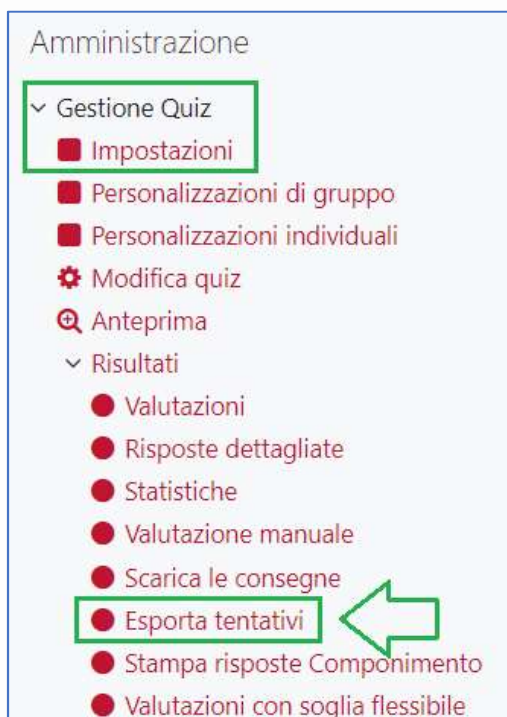 Amministrazione
Gestione Quiz
Impostazioni
Personalizzazioni di gruppo
Personalizzazioni individuali
Modifica quiz
Anteprima
Risultati
Valutazioni
Risposte dettagliate
Statistiche
Valutazione manuale
Scarica le consegne
Esporta tentativi
Stampa risposte Componimento
Valutazioni con soglia flessibile